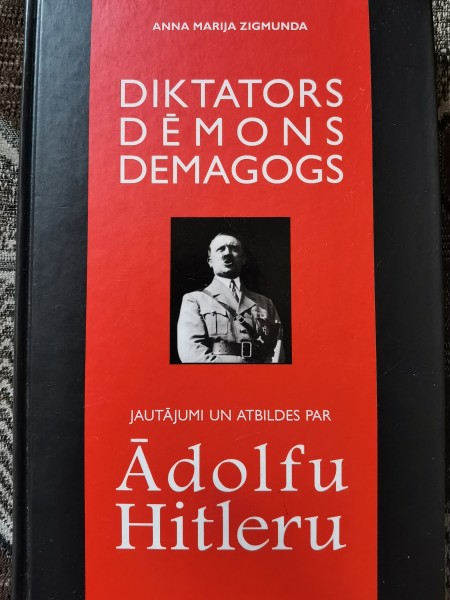 ANNA MARIJA ZIGMUNDA
DIKTATORS
DĒMONS
DEMAGOGS
JAUTĀJUMI UN ATBILDES PAR
Ādolfu
Hitleru